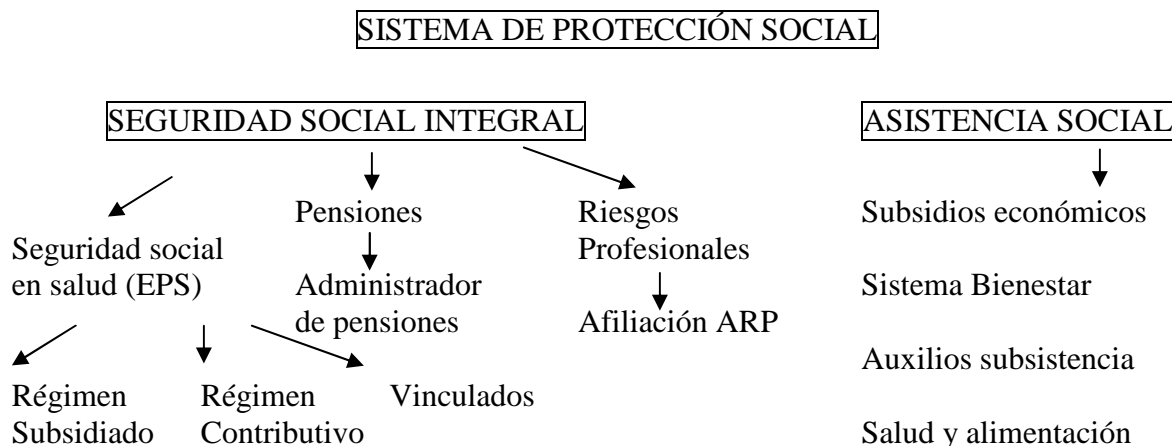 SISTEMA DE PROTECCIÓN SOCIAL
SEGURIDAD SOCIAL INTEGRAL
ASISTENCIA SOCIAL
Seguridad social
en salud (EPS)
Régimen
Subsidiado
Régimen
Contributivo
Vinculados
Pensiones
Administrador
de pensiones
Riesgos
Profesionales
Afiliación ARP
Subsidios económicos
Sistema Bienestar
Auxilios subsistencia
Salud y alimentación